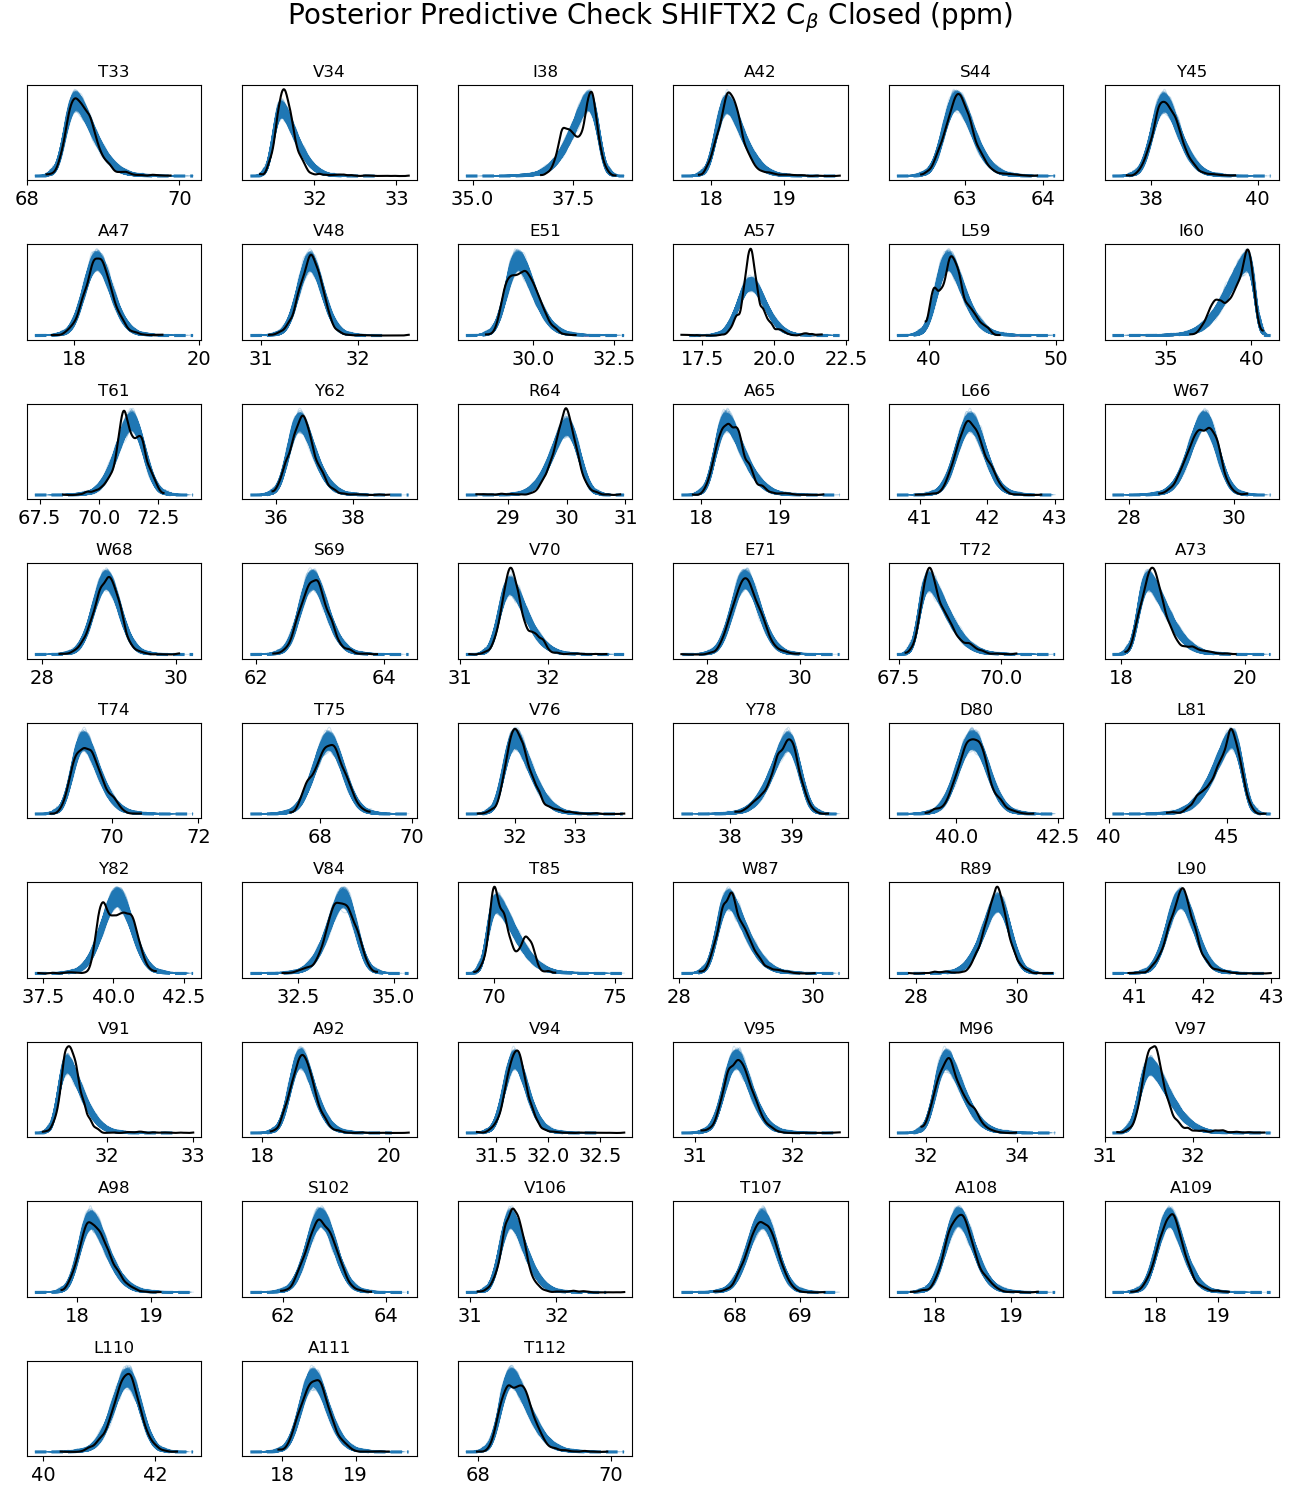 Posterior Predictive Check SHIFTX2 Cβ Closed (ppm)
T33 V34 I38 A42 S44 Y45
68 70 32 33 35.0 37.5 18 19 63 64 38 40
A47 V48 E51 A57 L59 I60
18 20 31 32 30.0 32.5 17.5 20.0 22.5 40 50 35 40
T61 Y62 R64 A65 L66 W67
67.5 70.0 72.5 36 38 29 30 31 18 19 41 42 43 28 30
W68 S69 V70 E71 T72 A73
28 30 62 64 31 32 28 30 67.5 70.0 18 20
T74 T75 V76 Y78 D80 L81
70 72 68 70 32 33 38 39 40.0 42.5 40 45
Y82 V84 T85 W87 R89 L90
37.5 40.0 42.5 32.5 35.0 70 75 28 30 28 30 41 42 43
V91 A92 V94 V95 M96 V97
32 33 18 20 31.5 32.0 32.5 31 32 32 34 31 32
A98 S102 V106 T107 A108 A109
18 19 62 64 31 32 68 69 18 19 18 19
L110 A111 T112
40 42 18 19 68 70